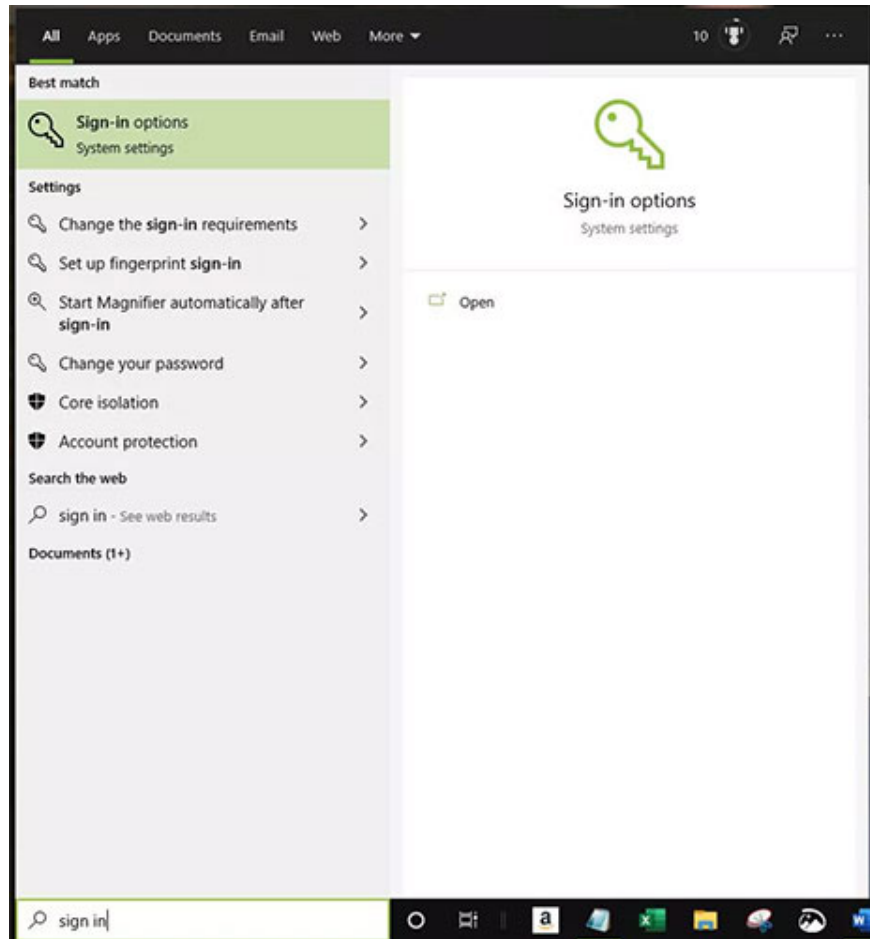 All Apps Documents Email Web More 10
Best match
Sign-in options
System settings
Settings
Change the sign-in requirements
Set up fingerprint sign-in
Start Magnifier automatically after
sign-in
Change your password
Core isolation
Account protection
Search the web
sign in - See web results
Documents (1+)
Sign-in options
System settings
Open
sign in
a
W